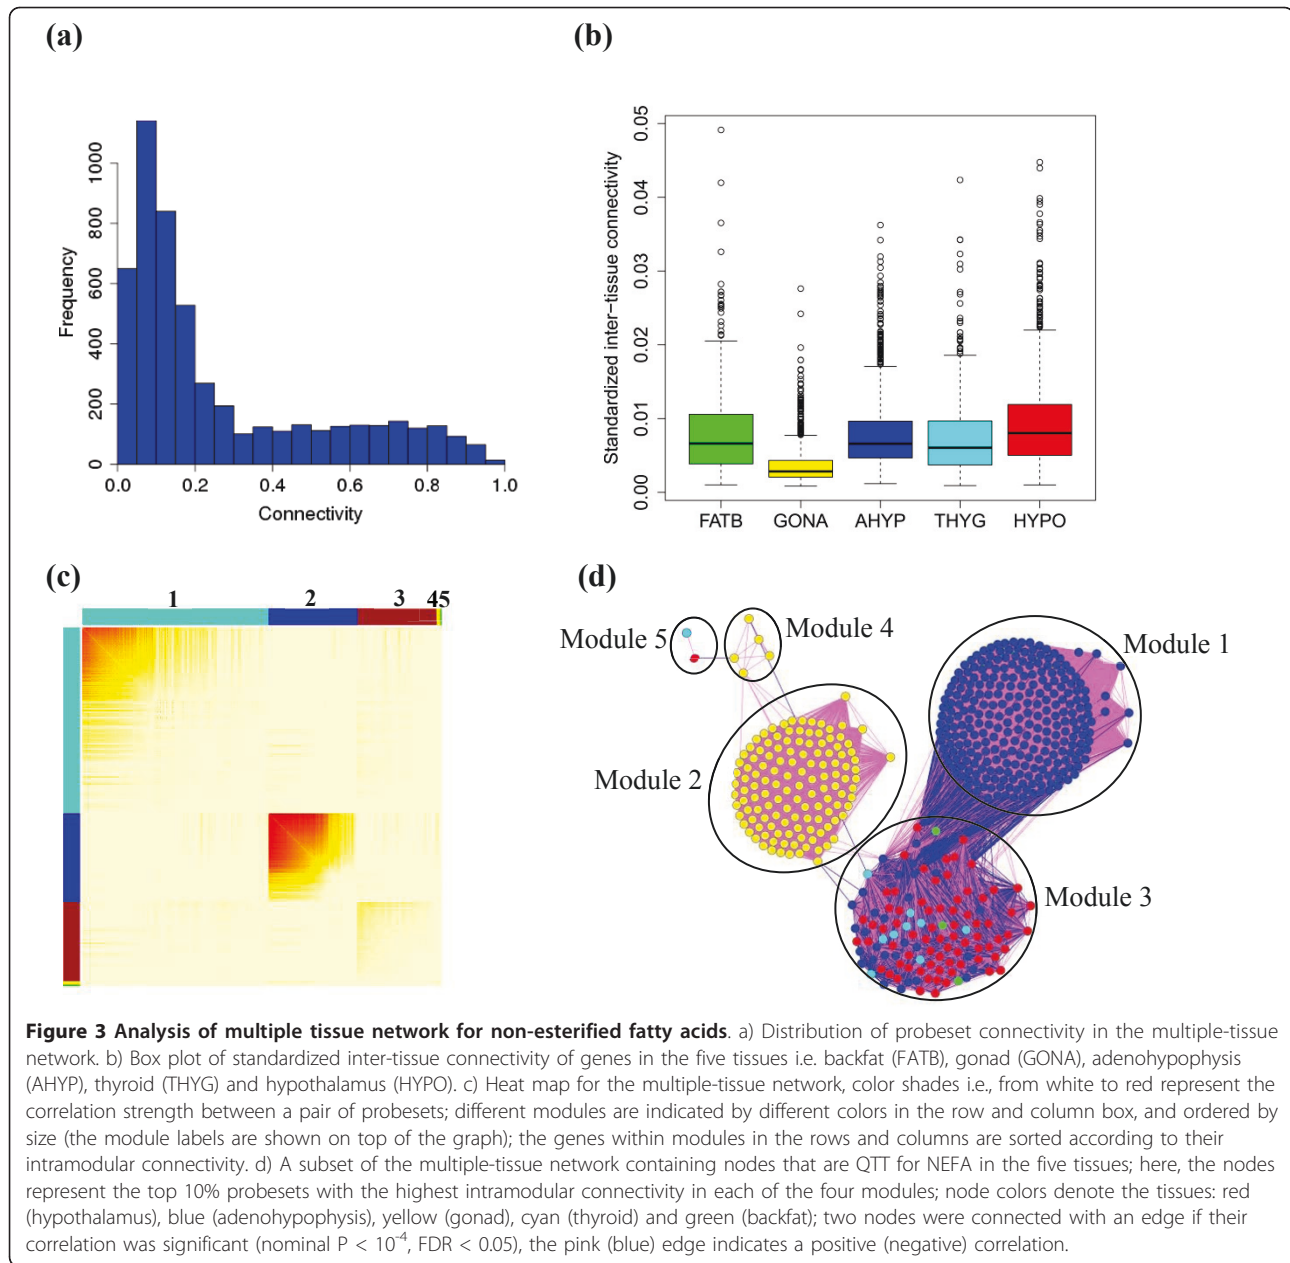 (a)
Frequency
0 200 400 600 800 1000
0.0 0.2 0.4 0.6 0.8 1.0
Connectivity
(b)
Standardized inter-tissue connectivity
0.00 0.01 0.02 0.03 0.04 0.05
FATB GONA AHYP THYG HYPO
(c)
1 2 3 4 5
(d)
Module 5
Module 4
Module 1
Module 2
Module 3
Figure 3 Analysis of multiple tissue network for non-esterified fatty acids. a) Distribution of probeset connectivity in the multiple-tissue
network. b) Box plot of standardized inter-tissue connectivity of genes in the five tissues i.e. backfat (FATB), gonad (GONA), adenohypophysis
(AHYP), thyroid (THYG) and hypothalamus (HYPO). c) Heat map for the multiple-tissue network, color shades i.e., from white to red represent the
correlation strength between a pair of probesets; different modules are indicated by different colors in the row and column box, and ordered by
size (the module labels are shown on top of the graph); the genes within modules in the rows and columns are sorted according to their
intramodular connectivity. d) A subset of the multiple-tissue network containing nodes that are QTT for NEFA in the five tissues; here, the nodes
represent the top 10% probesets with the highest intramodular connectivity in each of the four modules; node colors denote the tissues: red
(hypothalamus), blue (adenohypophysis), yellow (gonad), cyan (thyroid) and green (backfat); two nodes were connected with an edge if their
correlation was significant (nominal P < 10⁻⁴, FDR < 0.05), the pink (blue) edge indicates a positive (negative) correlation.